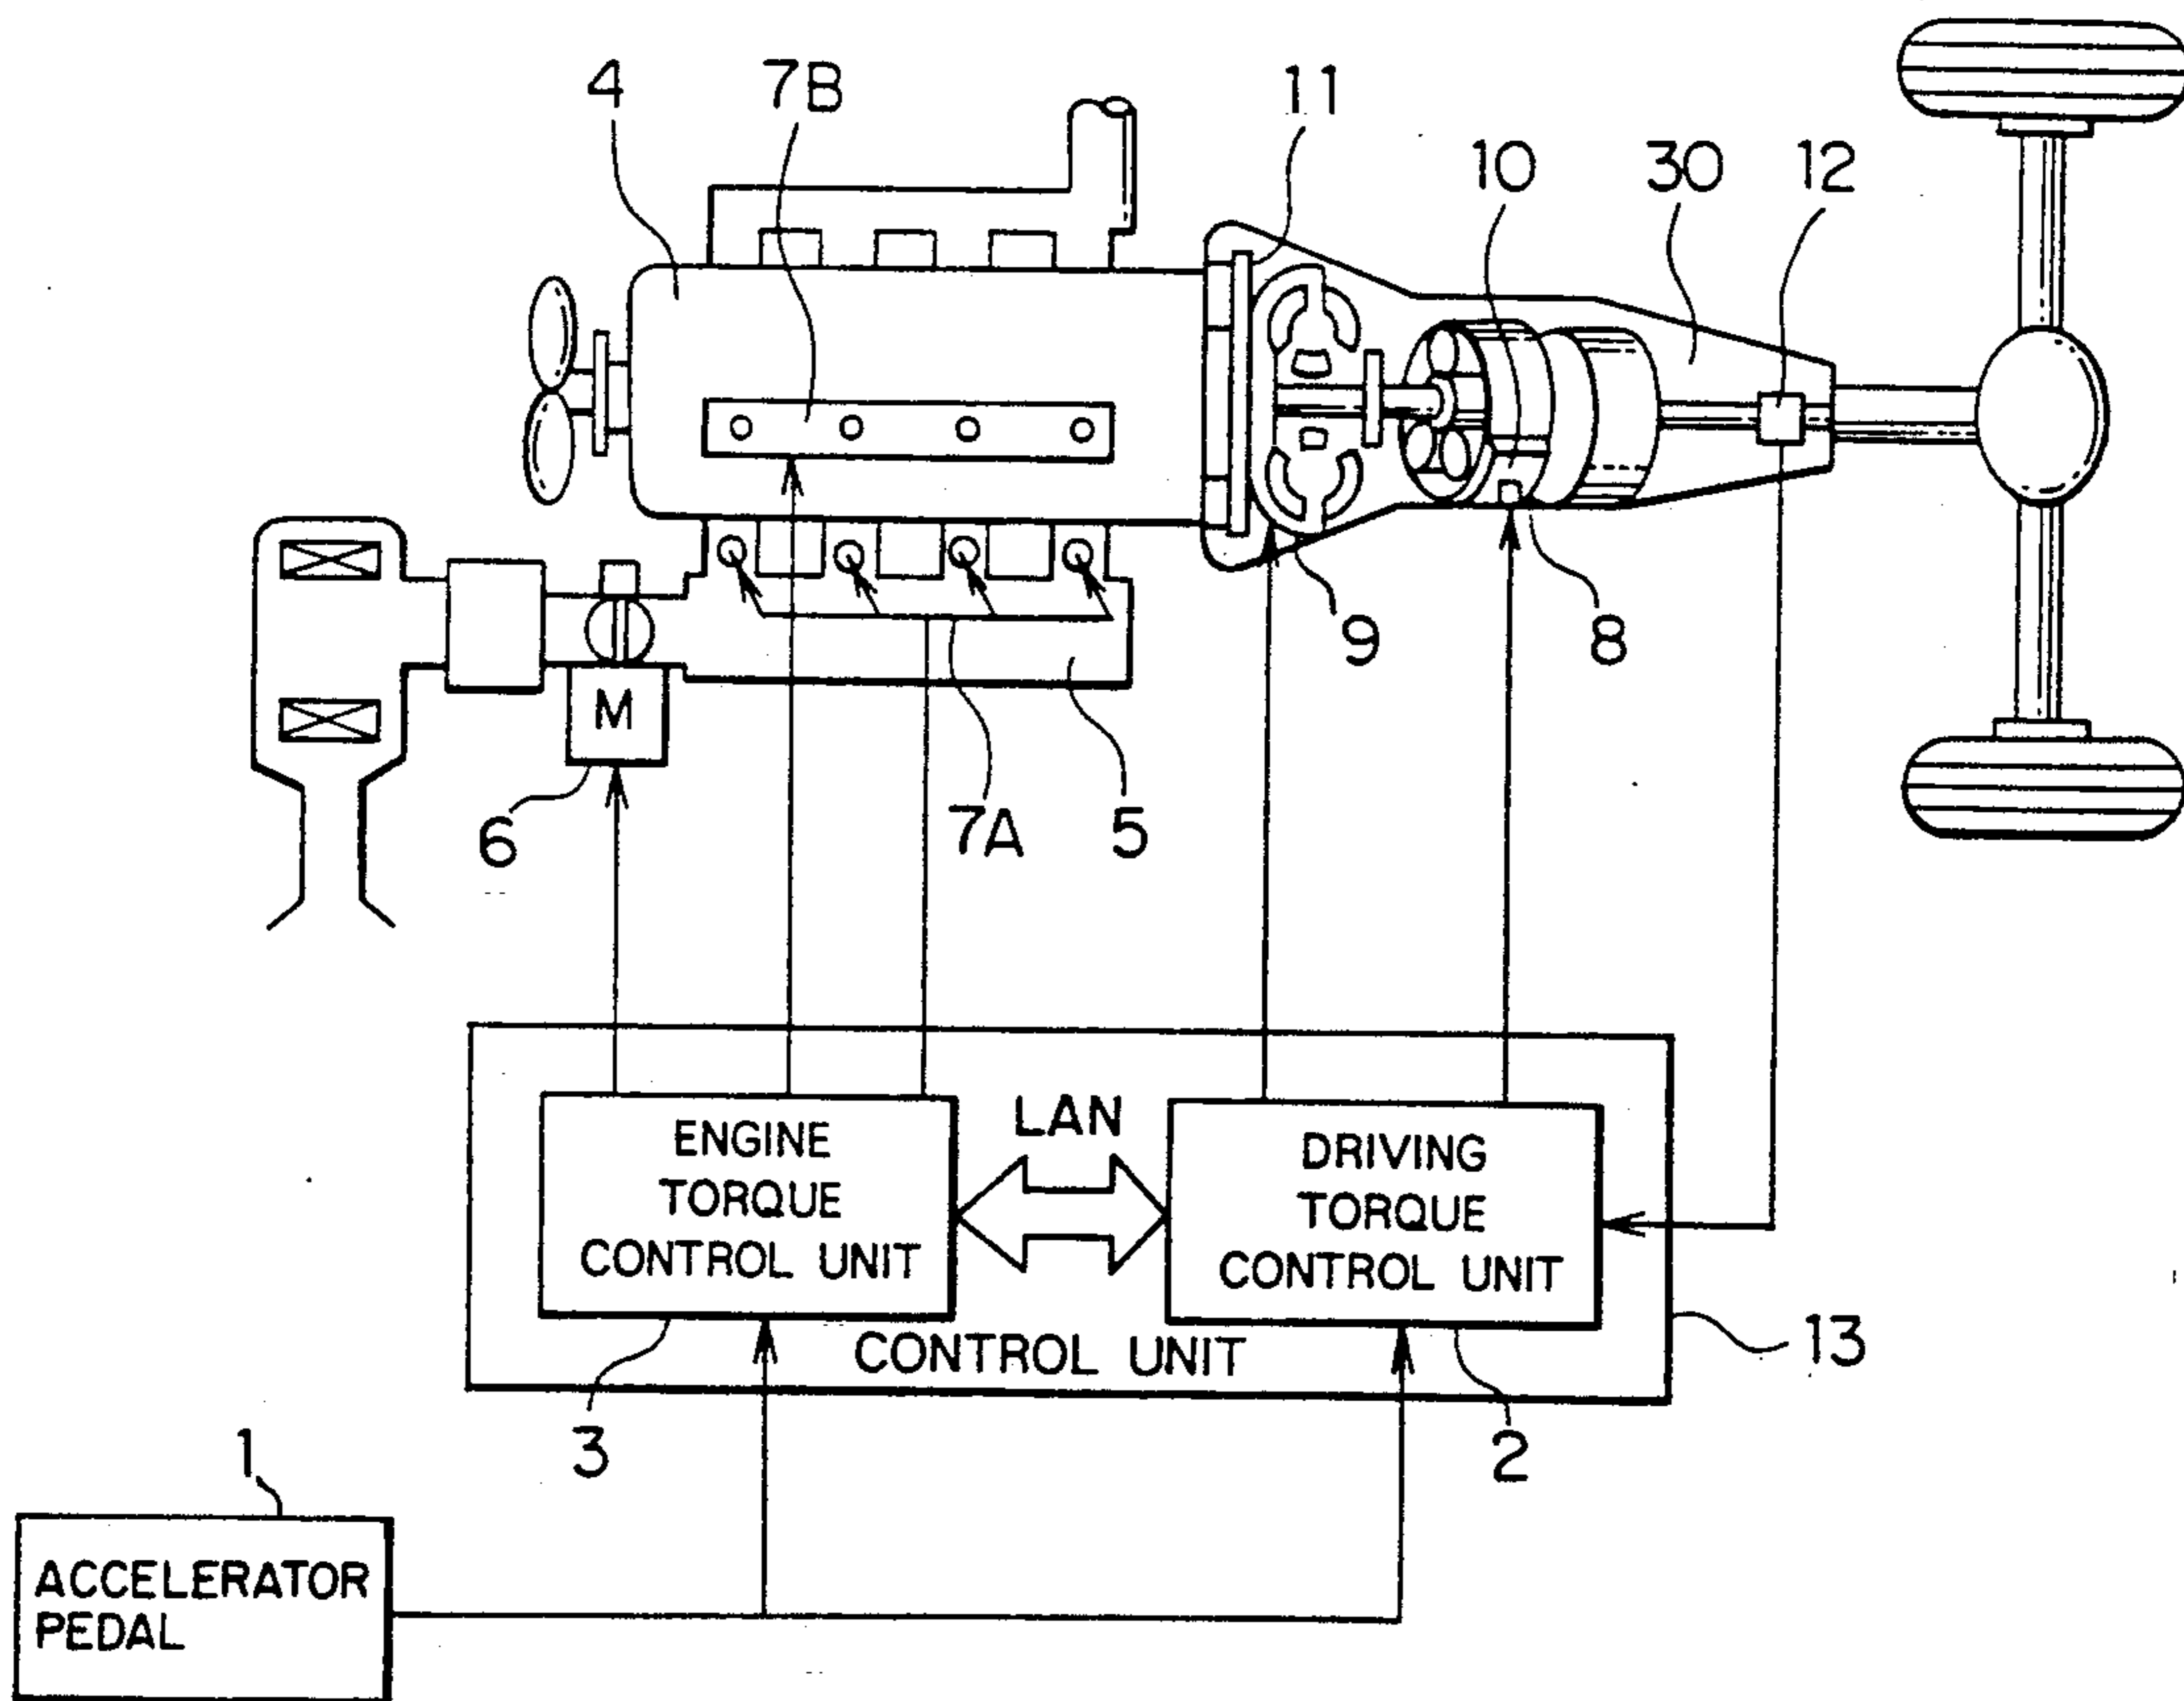 4
7B
11
10
30
12
9
8
M
6
7A
5
LAN
ENGINE
TORQUE
CONTROL UNIT
DRIVING
TORQUE
CONTROL UNIT
CONTROL UNIT
13
3
2
1
ACCELERATOR
PEDAL